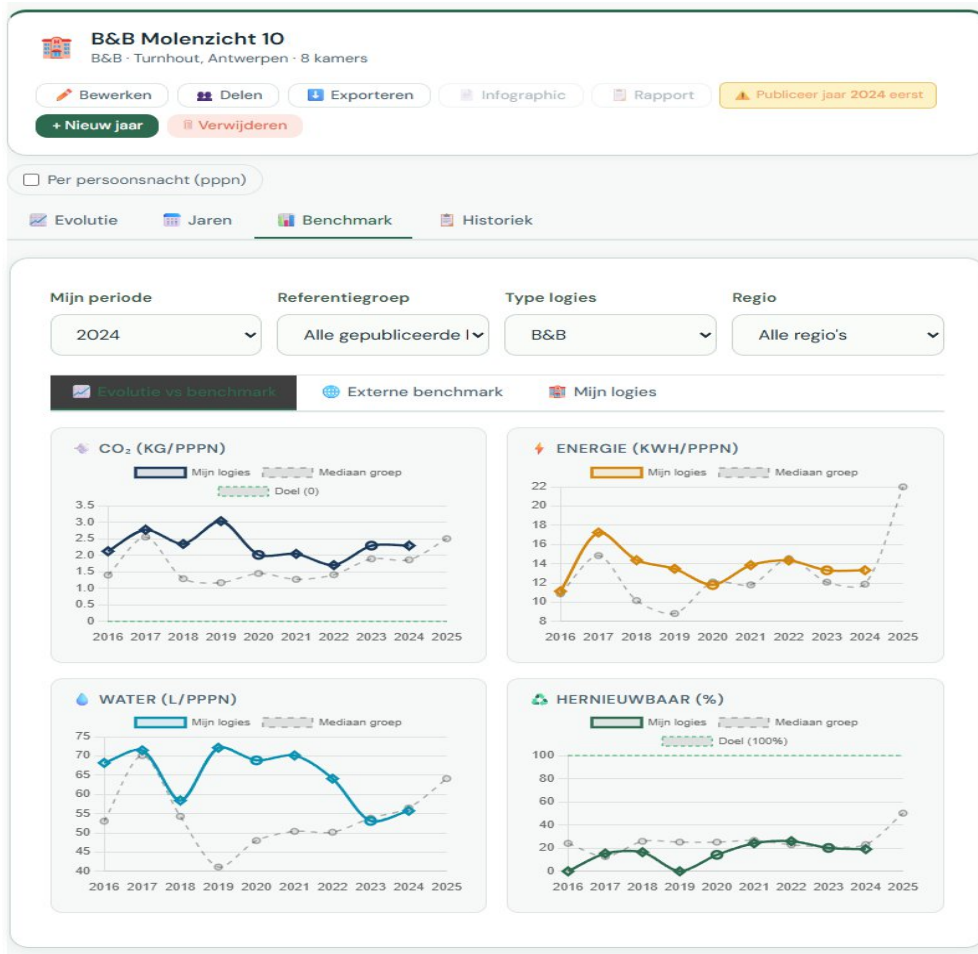 B&B Molenzicht 10
B&B · Turnhout, Antwerpen · 8 kamers
Bewerken Delen Exporteren Infographic Rapport Publiceer jaar 2024 eerst
+ Nieuw jaar Verwijderen
Per persoonsnacht (pppn)
Evolutie Jaren Benchmark Historiek
Mijn periode Referentiegroep Type logies Regio
2024 Alle gepubliceerde l B&B Alle regio's
Evolutie vs benchmark Externe benchmark Mijn logies
CO₂ (KG/PPPN)
Mijn logies Mediaan groep
Doel (0)
3.5
3.0
2.5
2.0
1.5
1.0
0.5
0
2016 2017 2018 2019 2020 2021 2022 2023 2024 2025
ENERGIE (KWH/PPPN)
Mijn logies Mediaan groep
22
20
18
16
14
12
10
8
2016 2017 2018 2019 2020 2021 2022 2023 2024 2025
WATER (L/PPPN)
Mijn logies Mediaan groep
75
70
65
60
55
50
45
40
2016 2017 2018 2019 2020 2021 2022 2023 2024 2025
HERNIEUWBAAR (%)
Mijn logies Mediaan groep
Doel (100%)
100
80
60
40
20
0
2016 2017 2018 2019 2020 2021 2022 2023 2024 2025